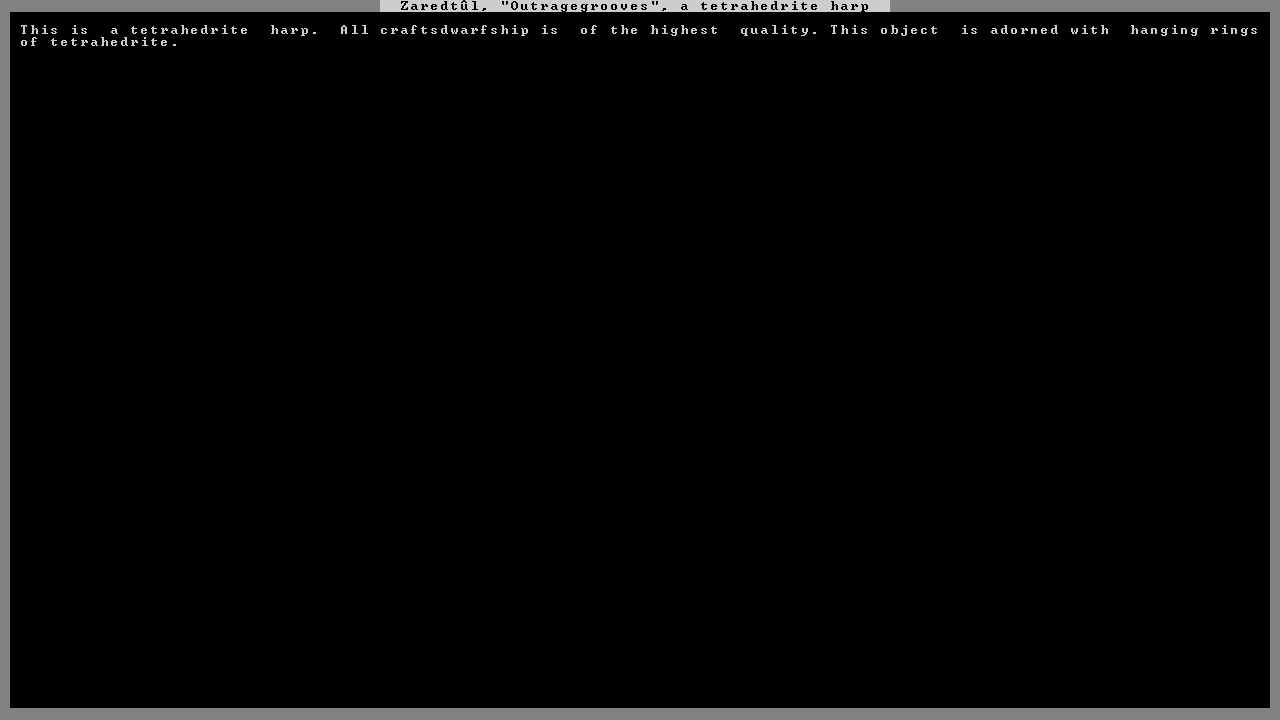 Zaredtûl, "Outragegrooves", a tetrahedrite harp
This is  a tetrahedrite  harp.  All craftsdwarfship is  of the highest  quality. This object  is adorned with  hanging rings
of tetrahedrite.